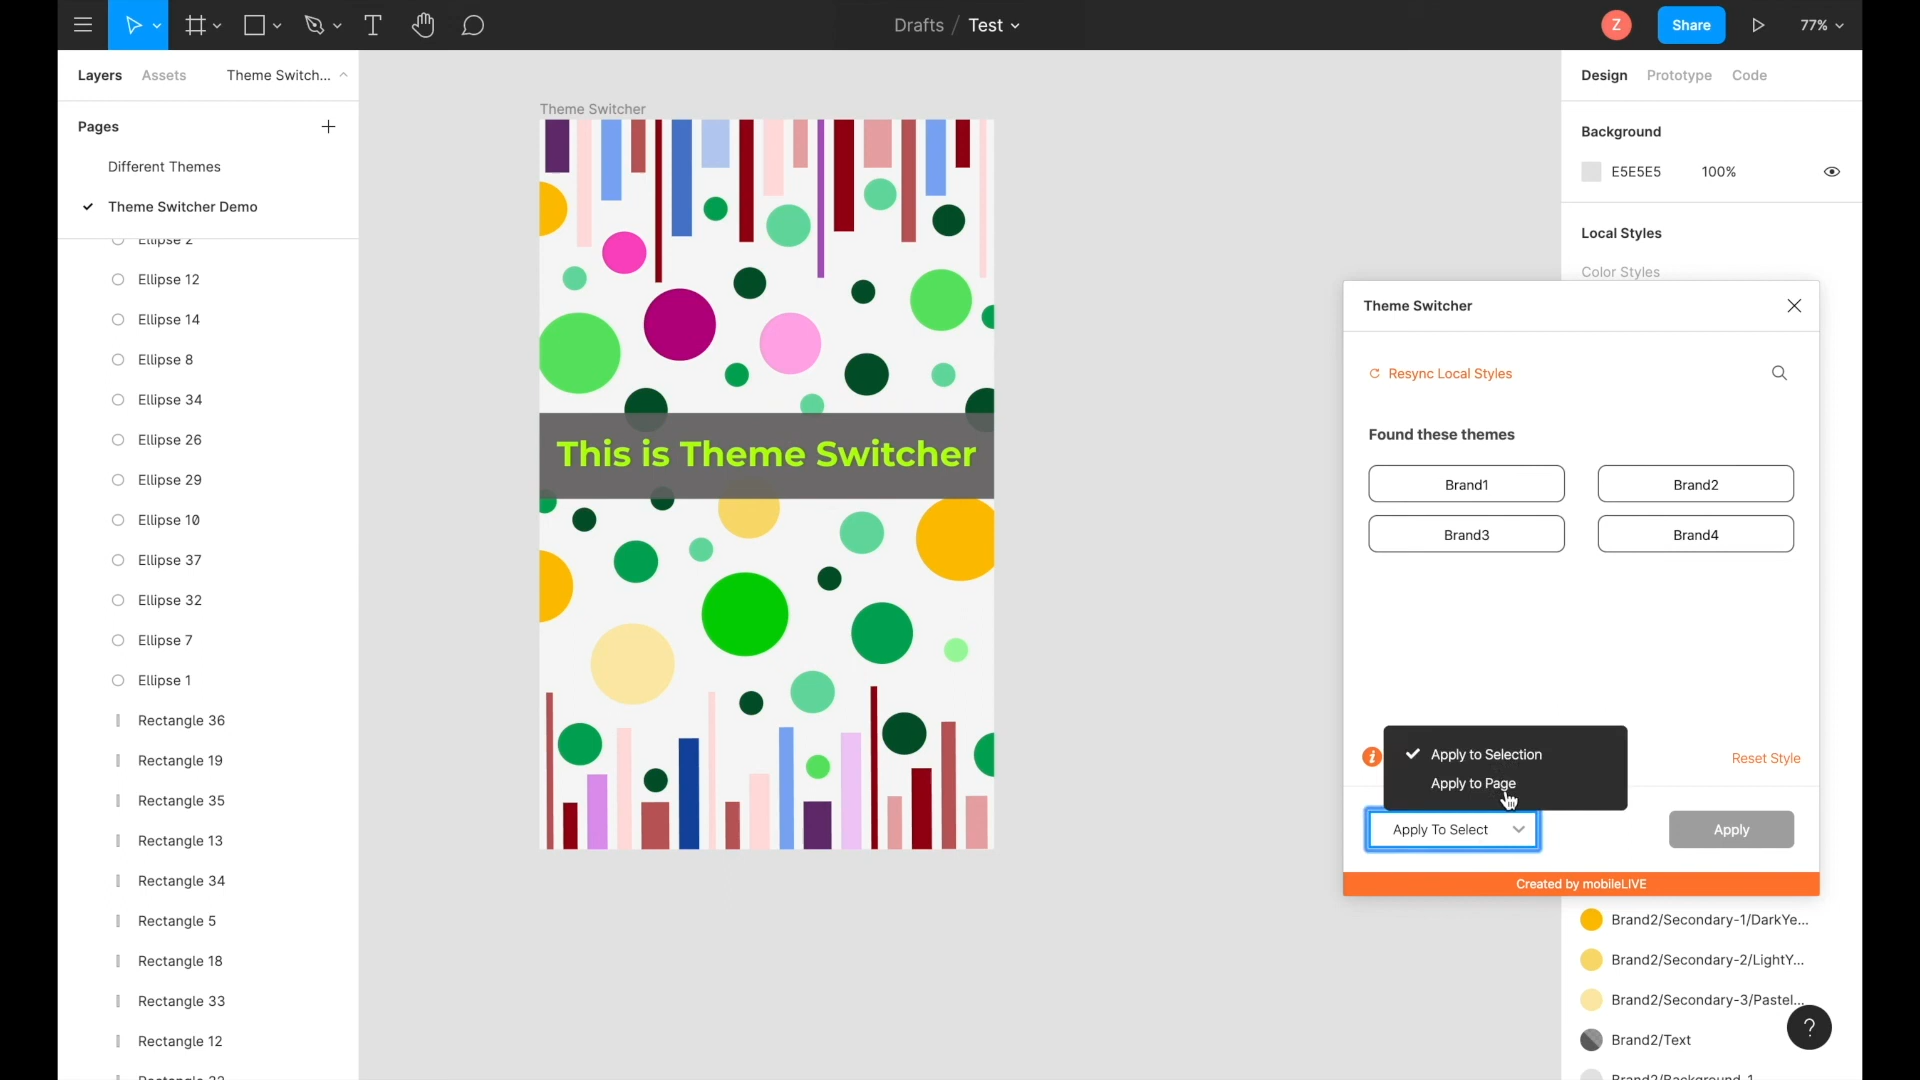 Drafts / Test
Z
Share
77%
Layers
Assets
Theme Switch...
Design
Prototype
Code
Pages
Different Themes
Theme Switcher Demo
Ellipse 2
Ellipse 12
Ellipse 14
Ellipse 8
Ellipse 34
Ellipse 26
Ellipse 29
Ellipse 10
Ellipse 37
Ellipse 32
Ellipse 7
Ellipse 1
Rectangle 36
Rectangle 19
Rectangle 35
Rectangle 13
Rectangle 34
Rectangle 5
Rectangle 18
Rectangle 33
Rectangle 12
Theme Switcher
This is Theme Switcher
Background
E5E5E5
100%
Local Styles
Color Styles
Theme Switcher
Resync Local Styles
Found these themes
Brand1
Brand2
Brand3
Brand4
i
Apply to Selection
Apply to Page
Reset Style
Apply To Select
Apply
Created by mobileLIVE
Brand2/Secondary-1/DarkYe...
Brand2/Secondary-2/LightY...
Brand2/Secondary-3/Pastel...
Brand2/Text
Brand2/Background-1
?